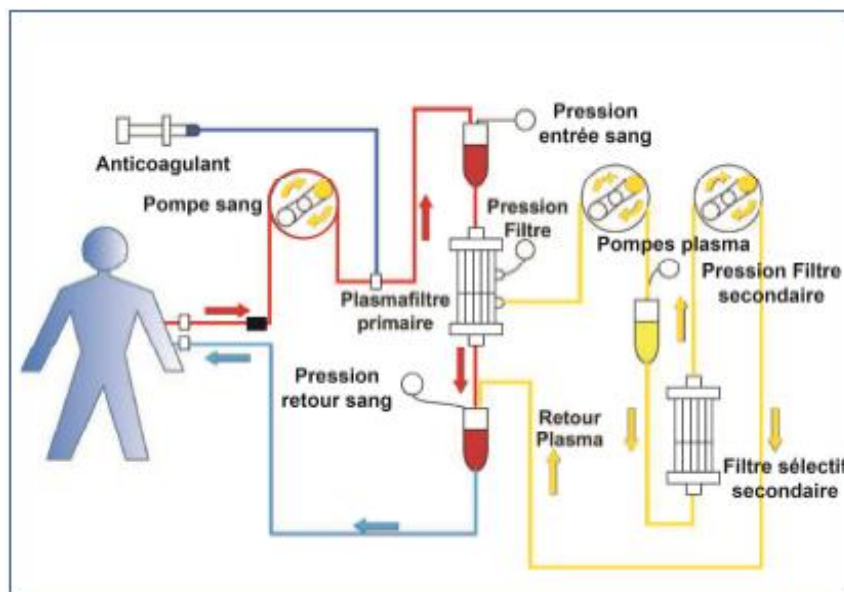 Pression
entrée sang
Anticoagulant
Pompe sang
Pression
Filtre
Pompes plasma
Plasmafiltre
primaire
Pression Filtre
secondaire
Pression
retour sang
Retour
Plasma
Filtre sélectif
secondaire